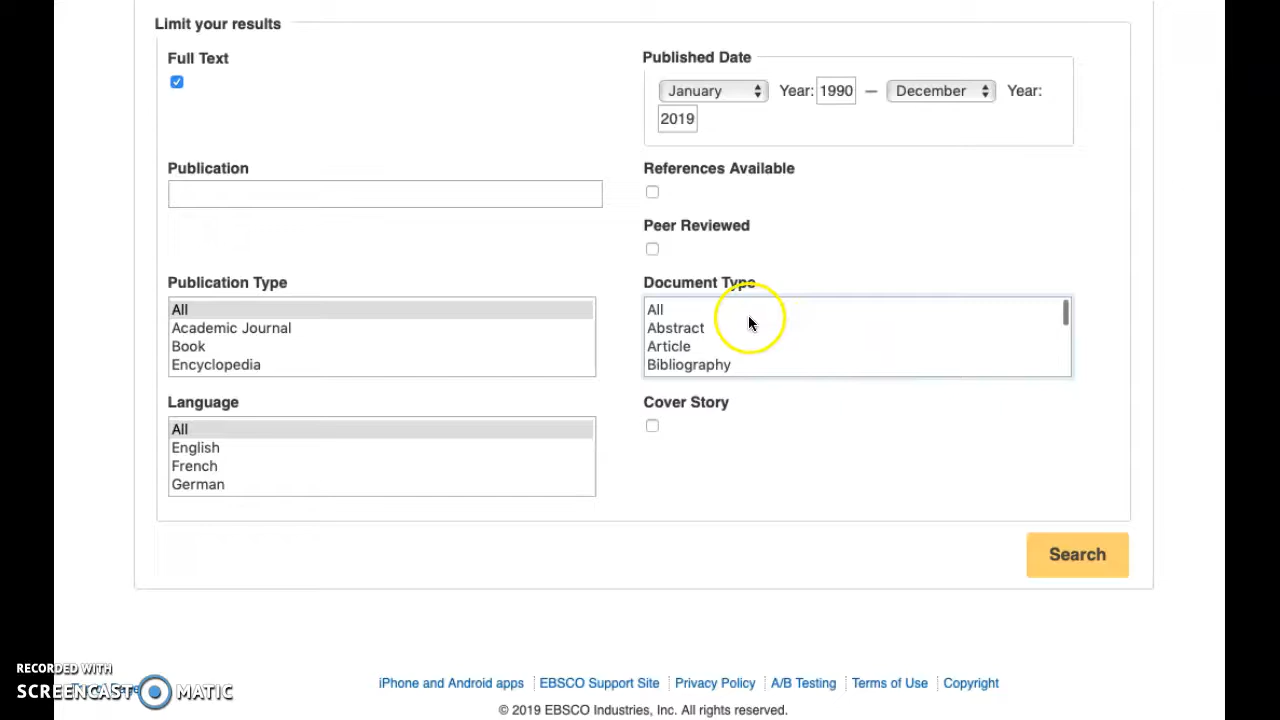 Limit your results
Full Text
Published Date
January Year: 1990 — December Year:
2019
Publication
References Available
Peer Reviewed
Publication Type
All
Academic Journal
Book
Encyclopedia
Document Type
All
Abstract
Article
Bibliography
Language
All
English
French
German
Cover Story
Search
RECORDED WITH
SCREENCAST MATIC
iPhone and Android apps EBSCO Support Site Privacy Policy A/B Testing Terms of Use Copyright
© 2019 EBSCO Industries, Inc. All rights reserved.